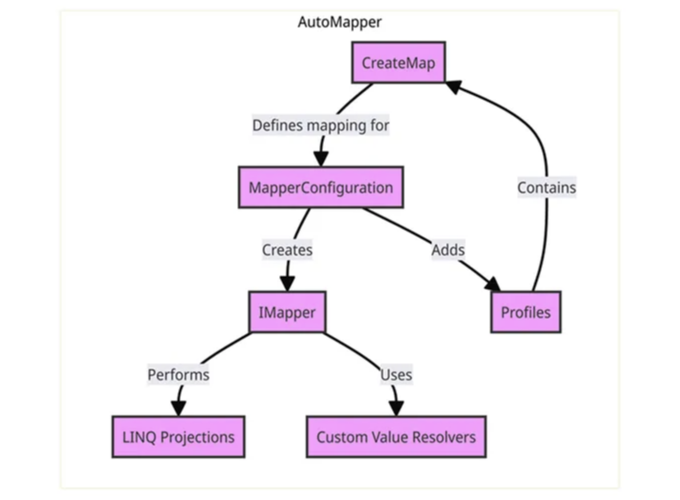 AutoMapper
CreateMap
Defines mapping for
MapperConfiguration
Contains
Creates
Adds
IMapper
Profiles
Performs
Uses
LINQ Projections
Custom Value Resolvers